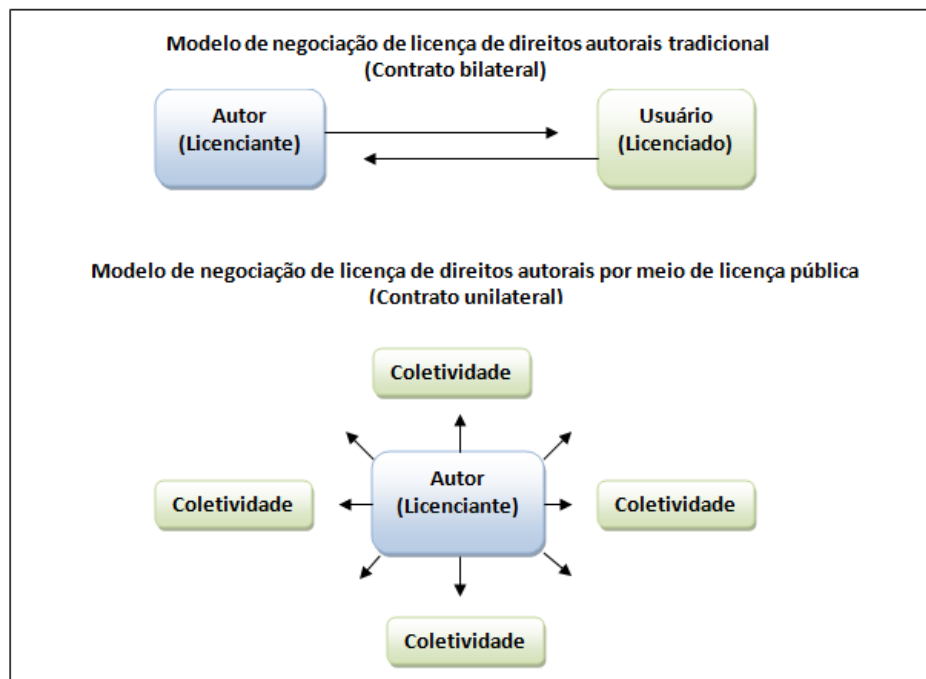 Modelo de negociação de licença de direitos autorais tradicional
(Contrato bilateral)
Autor
(Licenciante)
Usuário
(Licenciado)
Modelo de negociação de licença de direitos autorais por meio de licença pública
(Contrato unilateral)
Coletividade
Coletividade
Autor
(Licenciante)
Coletividade
Coletividade